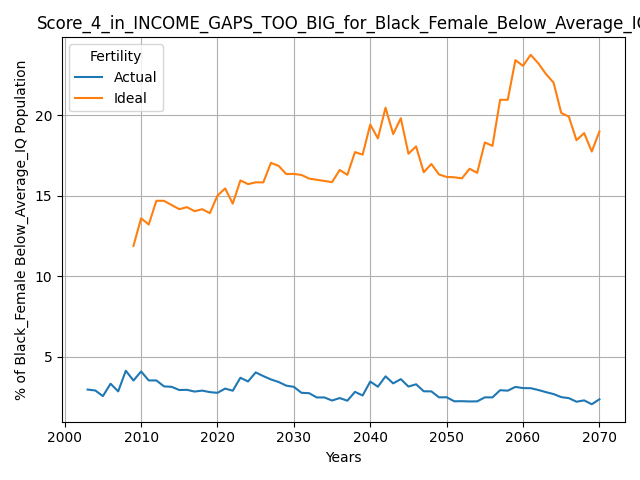 Score_4_in_INCOME_GAPS_TOO_BIG_for_Black_Female_Below_Average_IQ
Fertility
Actual
Ideal
% of Black_Female Below_Average_IQ Population
20
15
10
5
2000 2010 2020 2030 2040 2050 2060 2070
Years